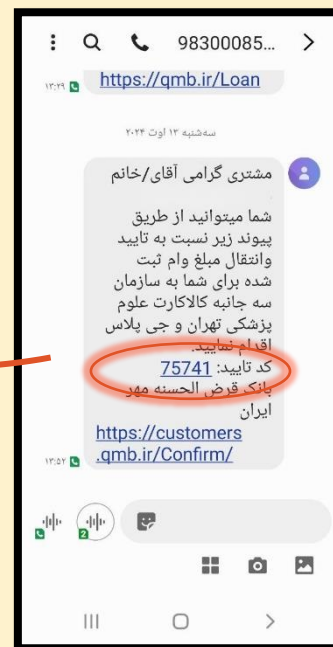 98300085...
https://qmb.ir/Loan
۱۳:۲۹
سه‌شنبه ۱۳ اوت ۲۰۲۴
مشتری گرامی آقای/خانم
.
شما میتوانید از طریق
پیوند زیر نسبت به تایید
وانتقال مبلغ وام ثبت
شده برای شما به سازمان
سه جانبه کالاکارت علوم
پزشکی تهران و جی پلاس
اقدام نمایید.
کد تایید: 75741
بانک قرض الحسنه مهر
ایران
https://customers
.qmb.ir/Confirm/
۱۳:۵۲
2